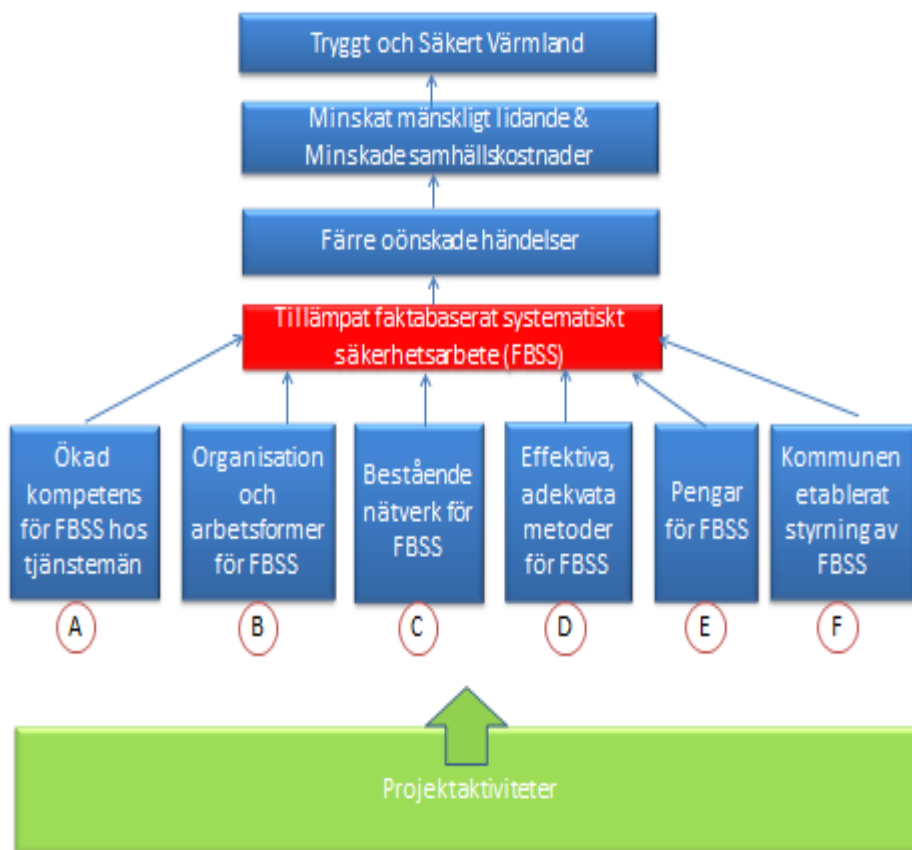 Tryggt och Säkert Värmland
Minskat mänskligt lidande &
Minskade samhällskostnader
Färre oönskade händelser
Tillämpat faktabaserat systematiskt
säkerhetsarbete (FBSS)
Ökad
kompetens
för FBSS hos
tjänstemän
Organisation
och
arbetsformer
för FBSS
Bestående
nätverk för
FBSS
Effektiva,
adekvata
metoder
för FBSS
Pengar
för FBSS
Kommunen
etablerat
styrning av
FBSS
A
B
C
D
E
F
Projektaktiviteter